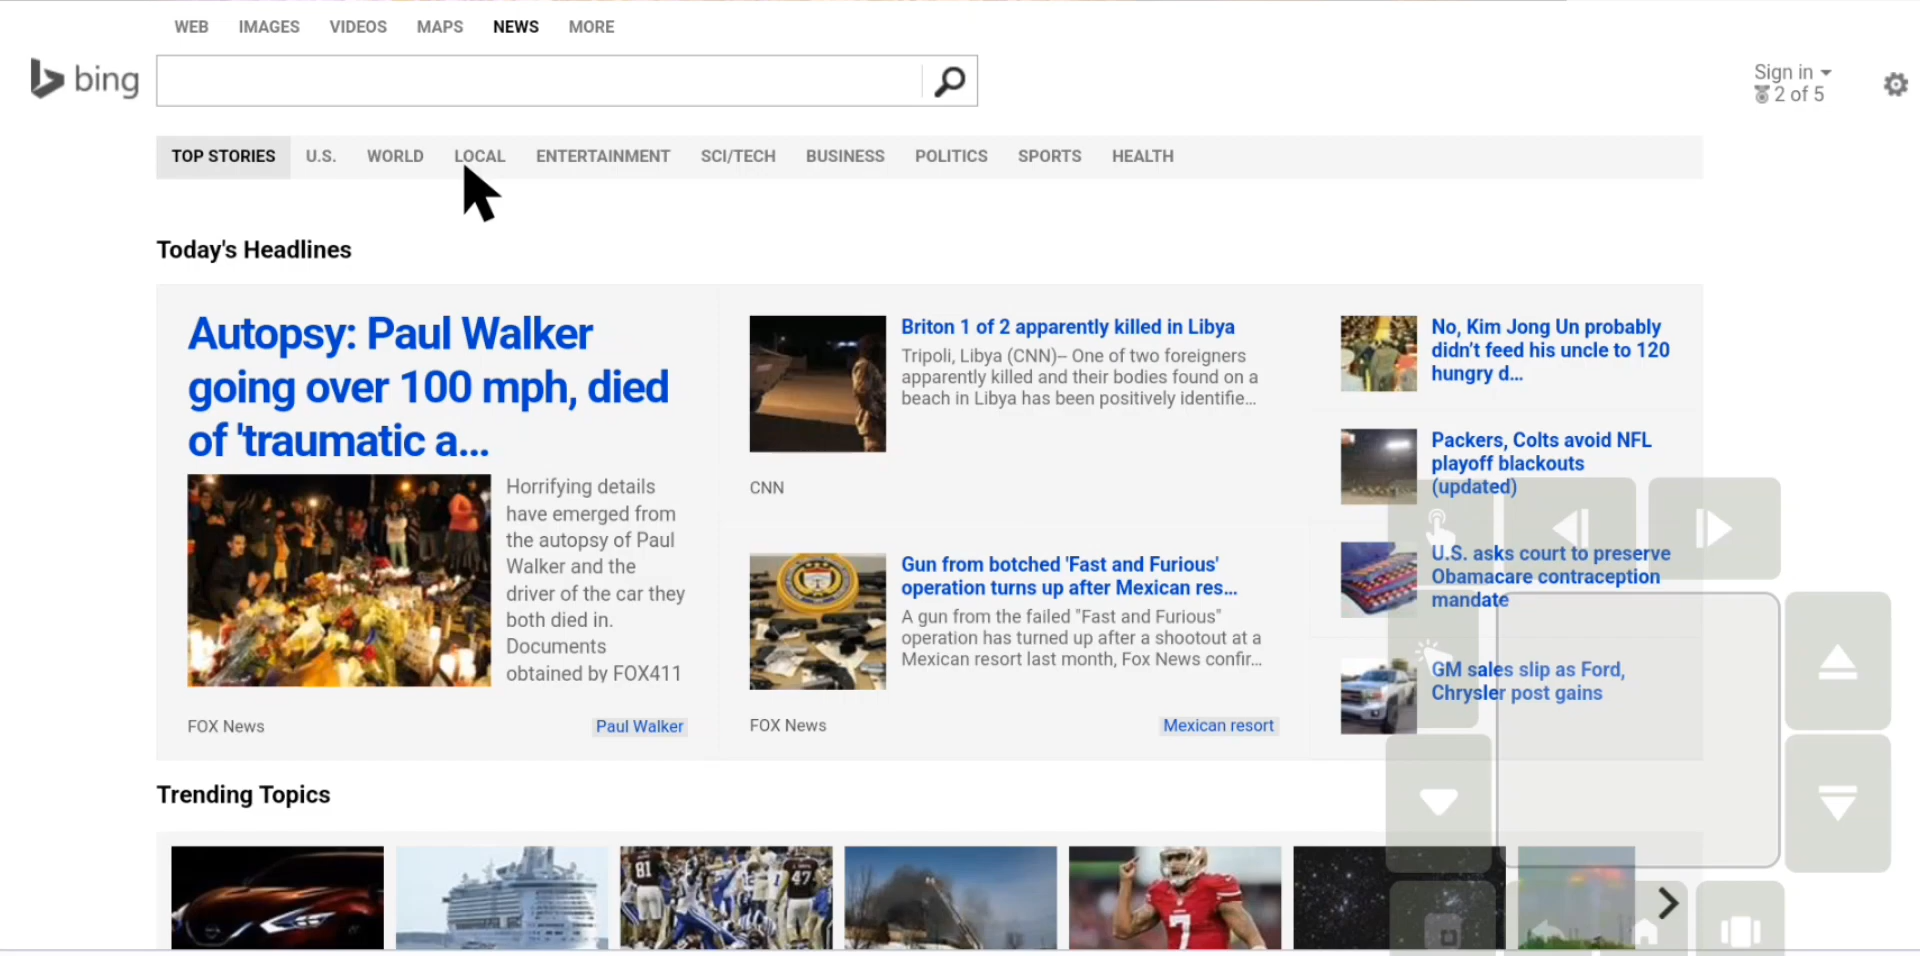 WEB IMAGES VIDEOS MAPS NEWS MORE
bing
Sign in
2 of 5
TOP STORIES U.S. WORLD LOCAL ENTERTAINMENT SCI/TECH BUSINESS POLITICS SPORTS HEALTH
Today's Headlines
Autopsy: Paul Walker
going over 100 mph, died
of 'traumatic a...
Horrifying details
have emerged from
the autopsy of Paul
Walker and the
driver of the car they
both died in.
Documents
obtained by FOX411
FOX News
Paul Walker
Briton 1 of 2 apparently killed in Libya
Tripoli, Libya (CNN)– One of two foreigners
apparently killed and their bodies found on a
beach in Libya has been positively identifie...
CNN
Gun from botched 'Fast and Furious'
operation turns up after Mexican res...
A gun from the failed "Fast and Furious"
operation has turned up after a shootout at a
Mexican resort last month, Fox News confir...
FOX News
Mexican resort
No, Kim Jong Un probably
didn’t feed his uncle to 120
hungry d...
Packers, Colts avoid NFL
playoff blackouts
(updated)
U.S. asks court to preserve
Obamacare contraception
mandate
GM sales slip as Ford,
Chrysler post gains
Trending Topics
81
47
7